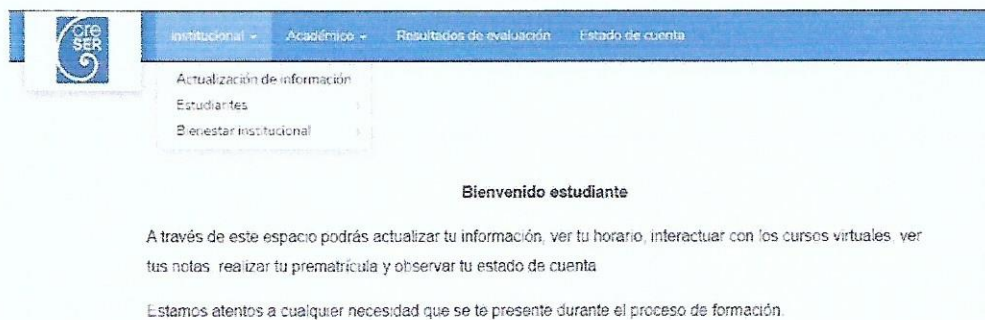 cre
SER
Institucional Académico Resultados de evaluación Estado de cuenta
Actualización de información
Estudiantes
Bienestar institucional
Bienvenido estudiante
A través de este espacio podrás actualizar tu información, ver tu horario, interactuar con los cursos virtuales, ver
tus notas, realizar tu prematrícula y observar tu estado de cuenta
Estamos atentos a cualquier necesidad que se te presente durante el proceso de formación.